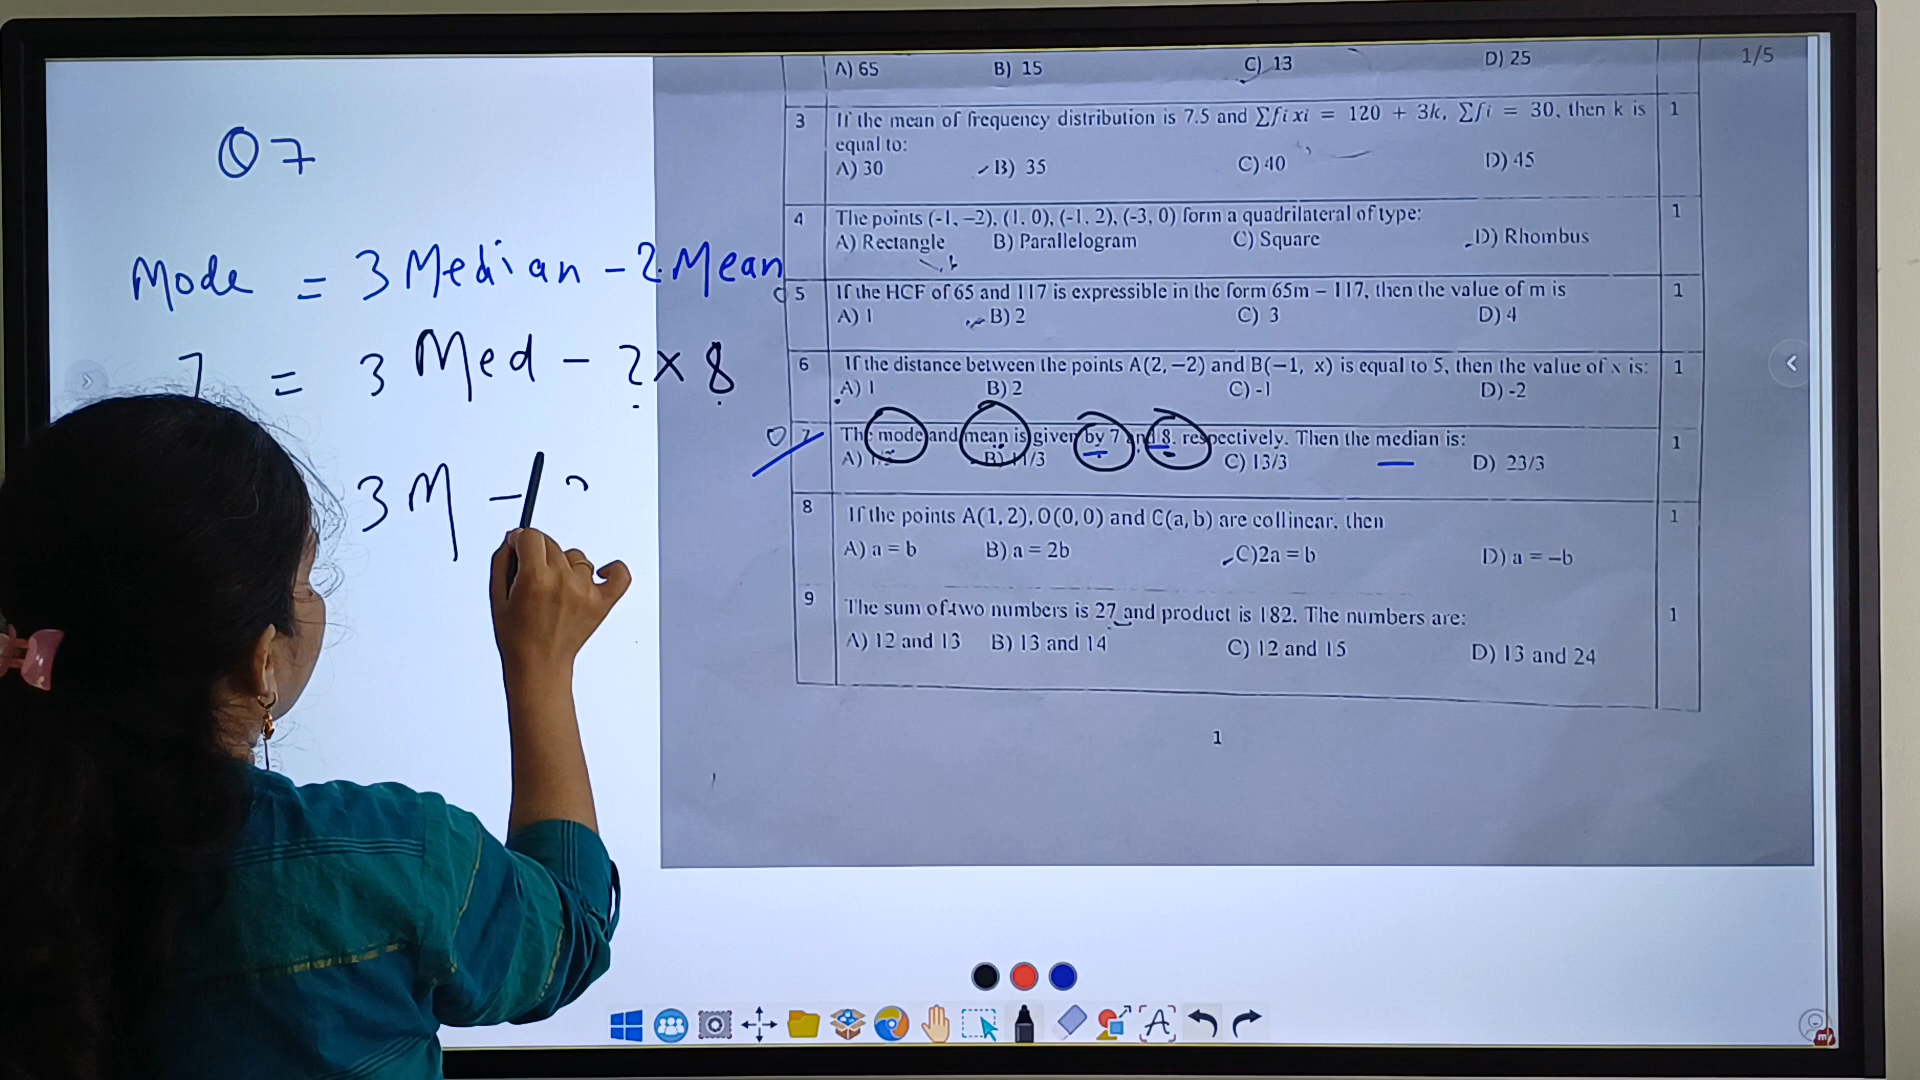 Q7
Mode = 3 Median - 2 Mean
7 = 3 Med - 2 x 8
3M -
A) 65 B) 15 C) 13 D) 25
1/5
3 If the mean of frequency distribution is 7.5 and ∑fixi = 120 + 3k, ∑fi = 30, then k is 1
equal to:
A) 30 B) 35 C) 40 D) 45
4 The points (-1, −2), (1, 0), (-1, 2), (-3, 0) form a quadrilateral of type: 1
A) Rectangle B) Parallelogram C) Square D) Rhombus
5 If the HCF of 65 and 117 is expressible in the form 65m – 117, then the value of m is 1
A) 1 B) 2 C) 3 D) 4
6 If the distance between the points A(2, −2) and B(−1, x) is equal to 5, then the value of x is: 1
A) 1 B) 2 C) -1 D) -2
7 The mode and mean is given by 7 and 8. respectively. Then the median is: 1
A) B) 11/3 C) 13/3 D) 23/3
8 If the points A(1, 2), O(0, 0) and C(a, b) are collinear, then 1
A) a = b B) a = 2b C)2a = b D) a = −b
9 The sum of two numbers is 27 and product is 182. The numbers are: 1
A) 12 and 13 B) 13 and 14 C) 12 and 15 D) 13 and 24
1